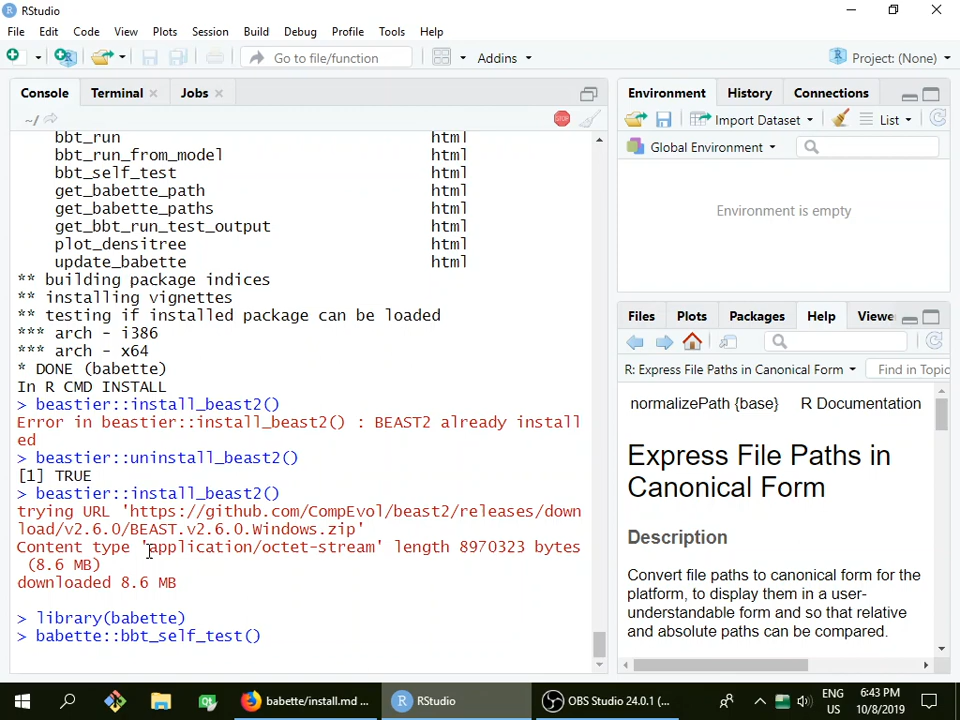 RStudio
File Edit Code View Plots Session Build Debug Profile Tools Help
Go to file/function Addins Project: (None)
Console Terminal Jobs
~/
bbt_run html
bbt_run_from_model html
bbt_self_test html
get_babette_path html
get_babette_paths html
get_bbt_run_test_output html
plot_densitree html
update_babette html
** building package indices
** installing vignettes
** testing if installed package can be loaded
*** arch - i386
*** arch - x64
* DONE (babette)
In R CMD INSTALL
> beastier::install_beast2()
Error in beastier::install_beast2() : BEAST2 already install
ed
> beastier::uninstall_beast2()
[1] TRUE
> beastier::install_beast2()
trying URL 'https://github.com/CompEvol/beast2/releases/down
load/v2.6.0/BEAST.v2.6.0.Windows.zip'
Content type 'application/octet-stream' length 8970323 bytes
(8.6 MB)
downloaded 8.6 MB
> library(babette)
> babette::bbt_self_test()
STOP
Environment History Connections
Import Dataset List
Global Environment
Environment is empty
Files Plots Packages Help Viewe
R: Express File Paths in Canonical Form Find in Topic
normalizePath {base} R Documentation
Express File Paths in
Canonical Form
Description
Convert file paths to canonical form for the
platform, to display them in a user-
understandable form and so that relative
and absolute paths can be compared.
babette/install.md ... RStudio OBS Studio 24.0.1 (...
ENG
US
6:43 PM
10/8/2019